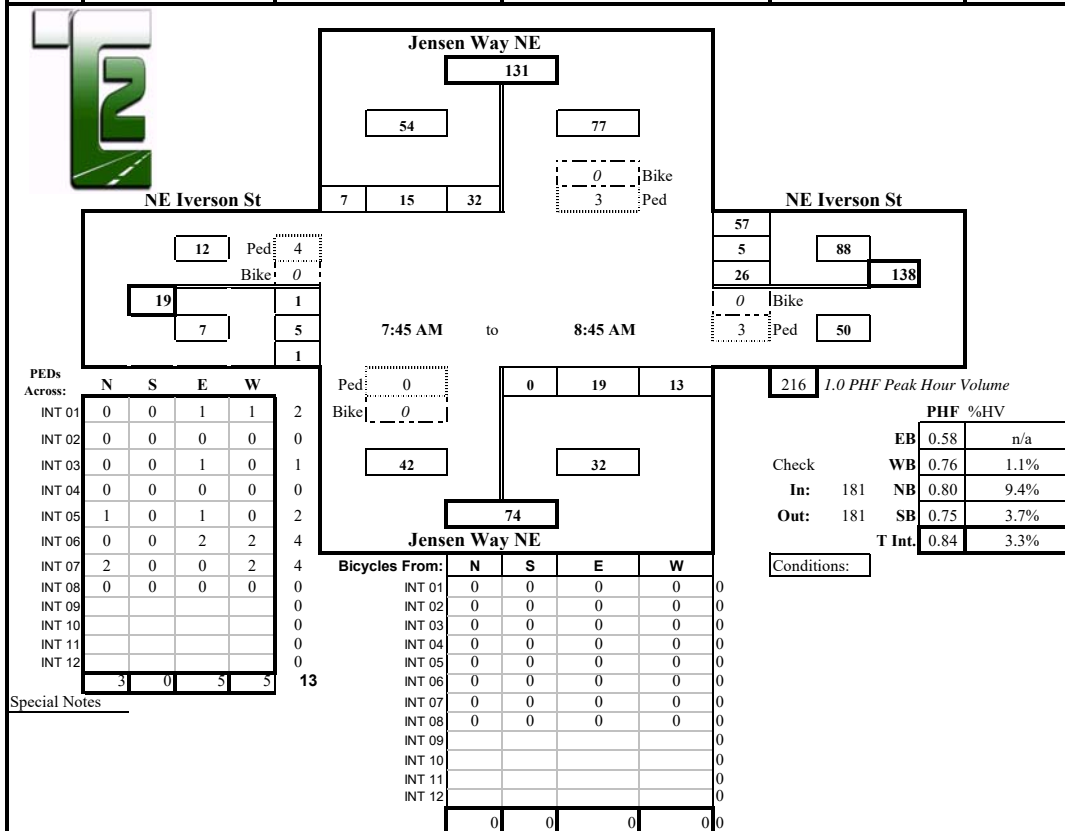 T2
Jensen Way NE
131
54 77
0 Bike
3 Ped
NE Iverson St 7 15 32 NE Iverson St
57
12 Ped 4 5 88
Bike 0 26 138
19 1 0 Bike
7 5 7:45 AM to 8:45 AM 3 Ped 50
1
PEDs Across: N S E W Ped 0 0 19 13 216 1.0 PHF Peak Hour Volume
INT 01 0 0 1 1 2 Bike 0 PHF %HV
INT 02 0 0 0 0 0 EB 0.58 n/a
INT 03 0 0 1 0 1 42 32 Check WB 0.76 1.1%
INT 04 0 0 0 0 0 In: 181 NB 0.80 9.4%
INT 05 1 0 1 0 2 74 Out: 181 SB 0.75 3.7%
INT 06 0 0 2 2 4 Jensen Way NE T Int. 0.84 3.3%
INT 07 2 0 0 2 4 Bicycles From: N S E W Conditions:
INT 08 0 0 0 0 0 INT 01 0 0 0 0 0
INT 09 0 INT 02 0 0 0 0 0
INT 10 0 INT 03 0 0 0 0 0
INT 11 0 INT 04 0 0 0 0 0
INT 12 0 INT 05 0 0 0 0 0
3 0 5 5 13 INT 06 0 0 0 0 0
Special Notes INT 07 0 0 0 0 0
INT 08 0 0 0 0 0
INT 09 0
INT 10 0
INT 11 0
INT 12 0
0 0 0 0 0